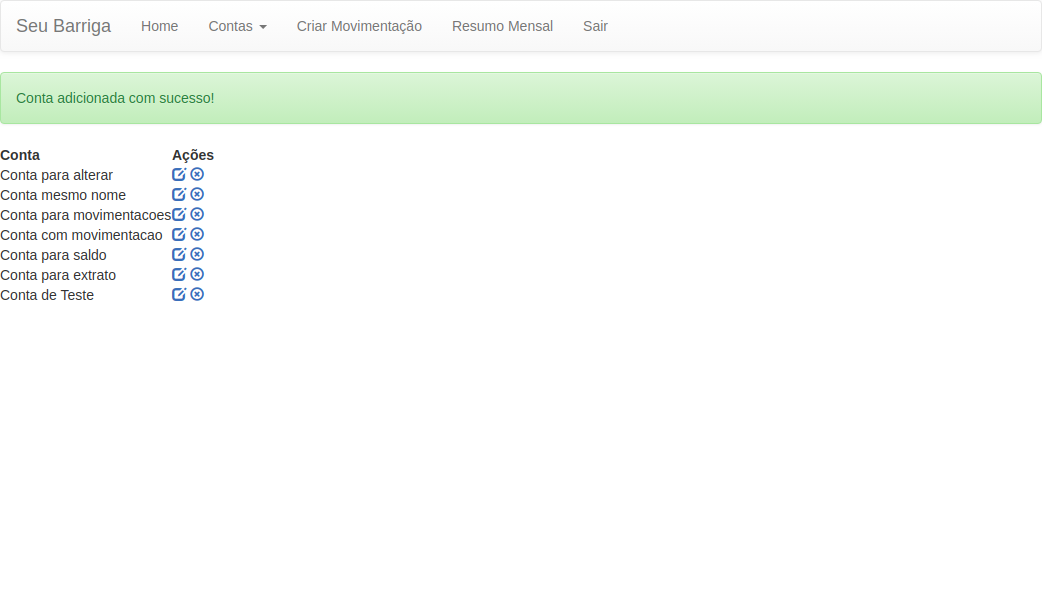 Seu Barriga Home Contas Criar Movimentação Resumo Mensal Sair
Conta adicionada com sucesso!
Conta Ações
Conta para alterar
Conta mesmo nome
Conta para movimentacoes
Conta com movimentacao
Conta para saldo
Conta para extrato
Conta de Teste